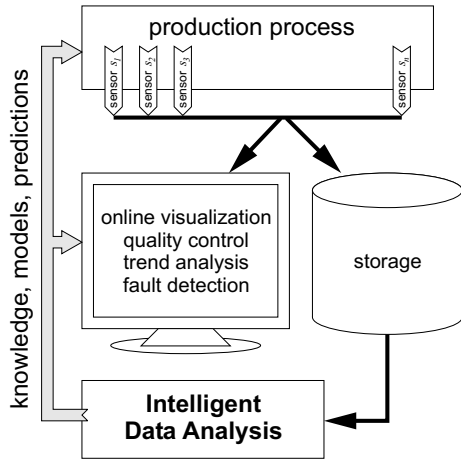 production process
sensor s1
sensor s2
sensor s3
sensor sn
online visualization
quality control
trend analysis
fault detection
storage
knowledge, models, predictions
Intelligent
Data Analysis